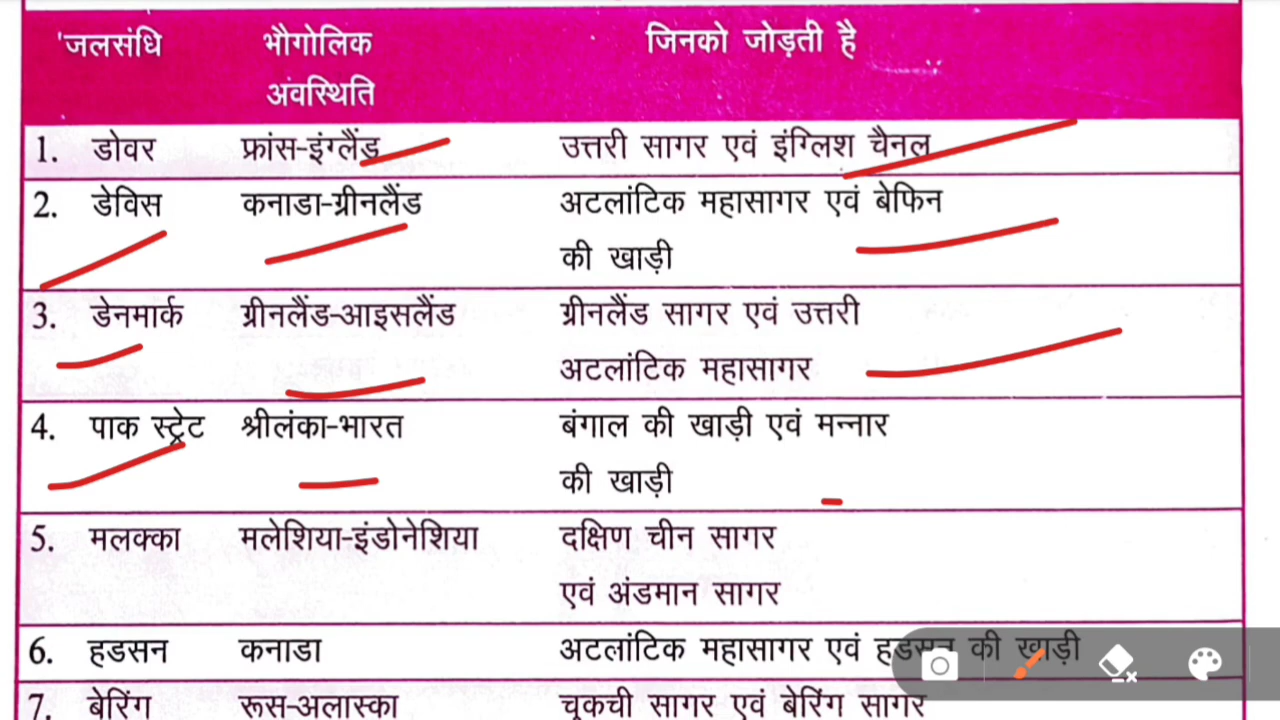 जलसंधि भौगोलिक अंवस्थिति जिनको जोड़ती है
1. डोवर फ्रांस-इंग्लैंड उत्तरी सागर एवं इंग्लिश चैनल
2. डेविस कनाडा-ग्रीनलैंड अटलांटिक महासागर एवं बेफिन
की खाड़ी
3. डेनमार्क ग्रीनलैंड-आइसलैंड ग्रीनलैंड सागर एवं उत्तरी
अटलांटिक महासागर
4. पाक स्ट्रेट श्रीलंका-भारत बंगाल की खाड़ी एवं मन्नार
की खाड़ी
5. मलक्का मलेशिया-इंडोनेशिया दक्षिण चीन सागर
एवं अंडमान सागर
6. हडसन कनाडा अटलांटिक महासागर एवं हडसन की खाड़ी
7. बेरिंग रूस-अलास्का चूकची सागर एवं बेरिंग सागर